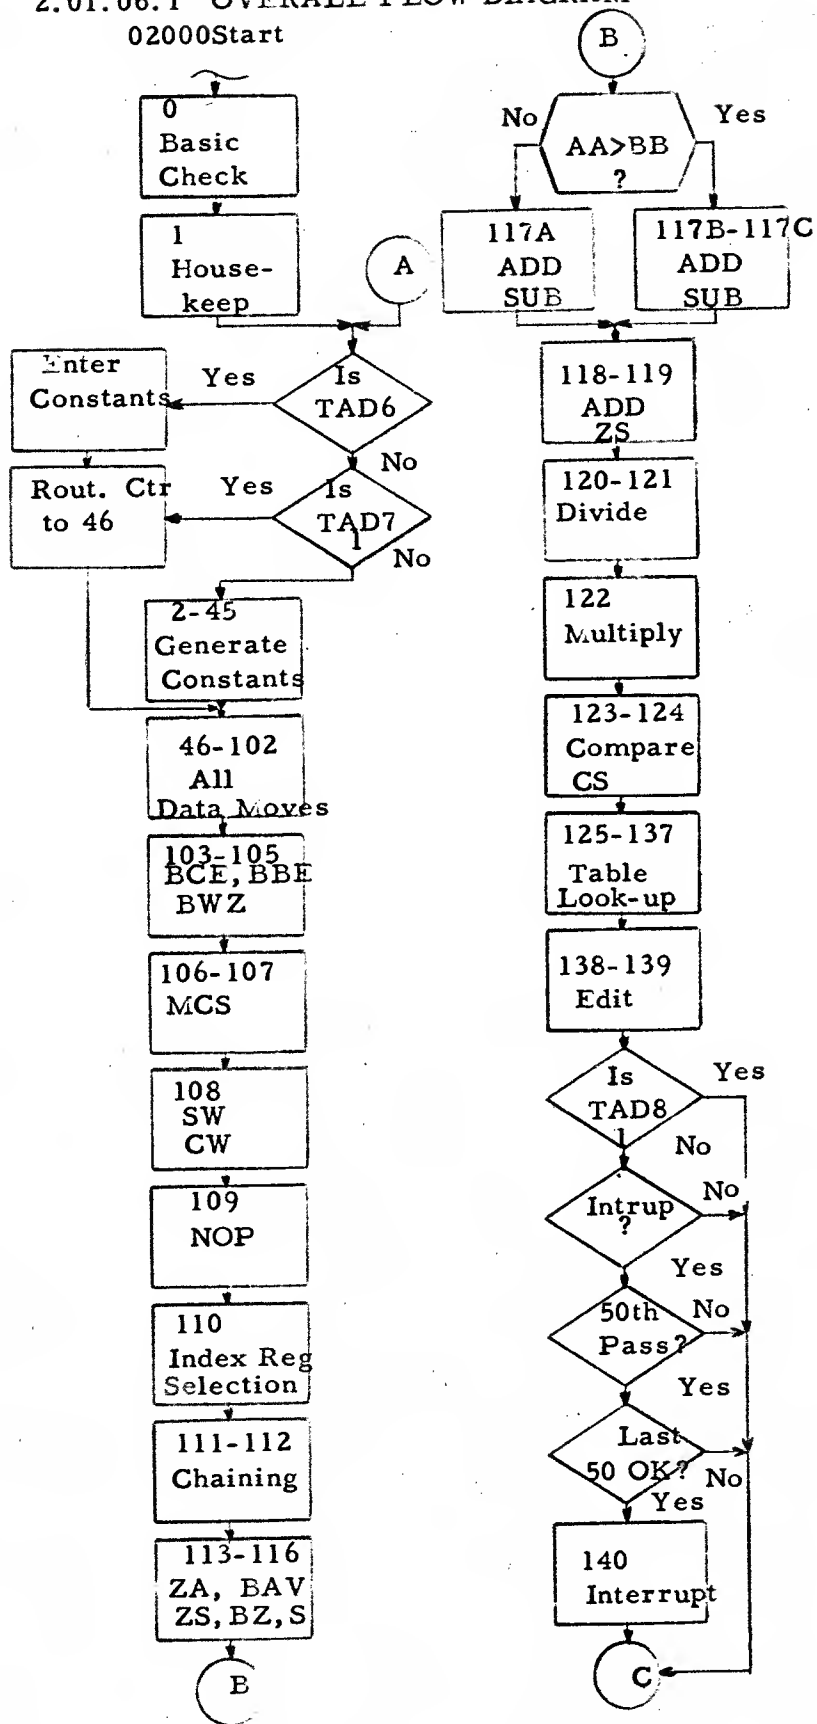 2.01.06.1 OVERALL FLOW DIAGRAM
02000Start
0
Basic
Check
1
House-
keep
A
Is
TAD6
Yes
No
Enter
Constants
Is
TAD7
1
Yes
No
Rout. Ctr
to 46
2-45
Generate
Constants
46-102
All
Data Moves
103-105
BCE, BBE
BWZ
106-107
MCS
108
SW
CW
109
NOP
110
Index Reg
Selection
111-112
Chaining
113-116
ZA, BAV
ZS, BZ, S
B
B
No
Yes
AA>BB
?
117A
ADD
SUB
117B-117C
ADD
SUB
118-119
ADD
ZS
120-121
Divide
122
Multiply
123-124
Compare
CS
125-137
Table
Look-up
138-139
Edit
Is
TAD8
1
Yes
No
Intrup
?
No
Yes
50th
Pass?
No
Yes
Last
50 OK?
No
Yes
140
Interrupt
C